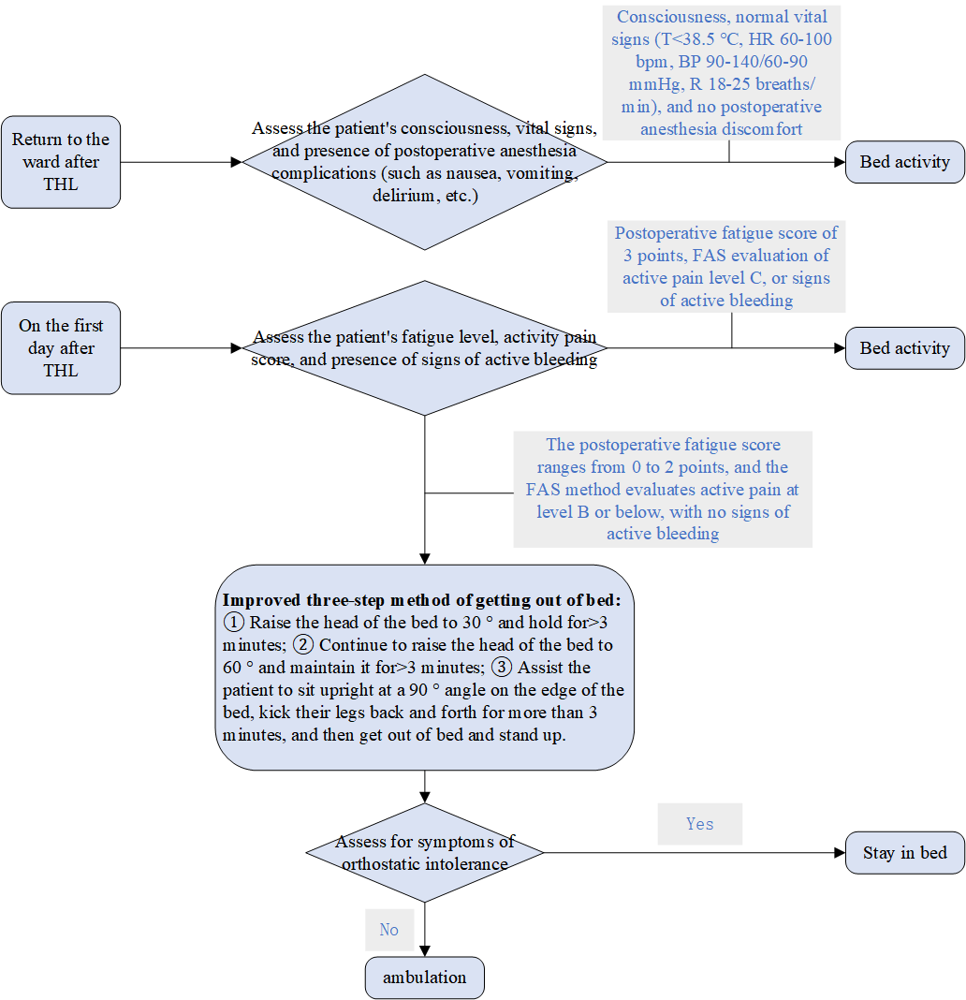 Consciousness, normal vital
signs (T<38.5 ℃, HR 60-100
bpm, BP 90-140/60-90
mmHg, R 18-25 breaths/
min), and no postoperative
anesthesia discomfort
Return to the
ward after
THL
Assess the patient's consciousness, vital signs,
and presence of postoperative anesthesia
complications (such as nausea, vomiting,
delirium, etc.)
Bed activity
Postoperative fatigue score of
3 points, FAS evaluation of
active pain level C, or signs
of active bleeding
On the first
day after
THL
Assess the patient's fatigue level, activity pain
score, and presence of signs of active bleeding
Bed activity
The postoperative fatigue score
ranges from 0 to 2 points, and the
FAS method evaluates active pain at
level B or below, with no signs of
active bleeding
Improved three-step method of getting out of bed:
① Raise the head of the bed to 30 ° and hold for>3
minutes; ② Continue to raise the head of the bed to
60 ° and maintain it for>3 minutes; ③ Assist the
patient to sit upright at a 90 ° angle on the edge of the
bed, kick their legs back and forth for more than 3
minutes, and then get out of bed and stand up.
Assess for symptoms of
orthostatic intolerance
Yes
Stay in bed
No
ambulation